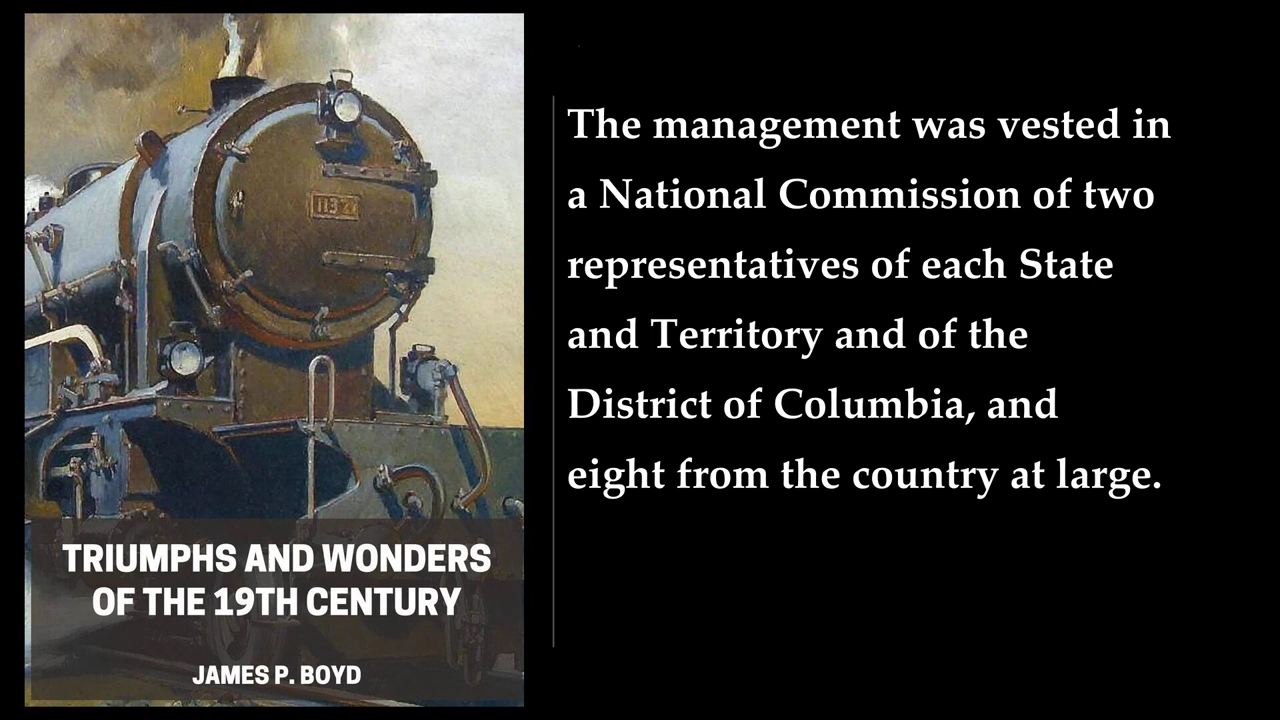 The management was vested in
a National Commission of two
representatives of each State
and Territory and of the
District of Columbia, and
eight from the country at large.
TRIUMPHS AND WONDERS
OF THE 19TH CENTURY
JAMES P. BOYD